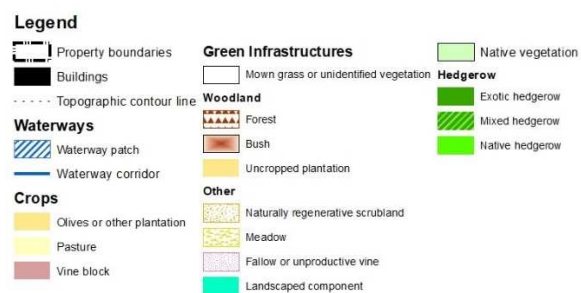 Legend
Property boundaries
Buildings
Topographic contour line
Waterways
Waterway patch
Waterway corridor
Crops
Olives or other plantation
Pasture
Vine block
Green Infrastructures
Mown grass or unidentified vegetation
Woodland
Forest
Bush
Uncropped plantation
Other
Naturally regenerative scrubland
Meadow
Fallow or unproductive vine
Landscaped component
Native vegetation
Hedgerow
Exotic hedgerow
Mixed hedgerow
Native hedgerow